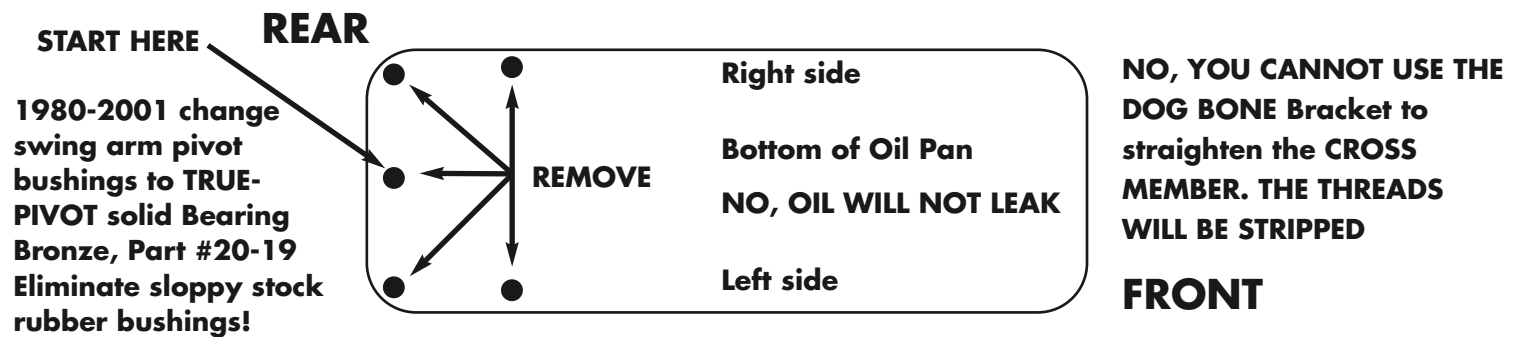 START HERE
REAR
1980-2001 change
swing arm pivot
bushings to TRUE-
PIVOT solid Bearing
Bronze, Part #20-19
Eliminate sloppy stock
rubber bushings!
REMOVE
Right side
Bottom of Oil Pan
NO, OIL WILL NOT LEAK
Left side
NO, YOU CANNOT USE THE
DOG BONE Bracket to
straighten the CROSS
MEMBER. THE THREADS
WILL BE STRIPPED
FRONT